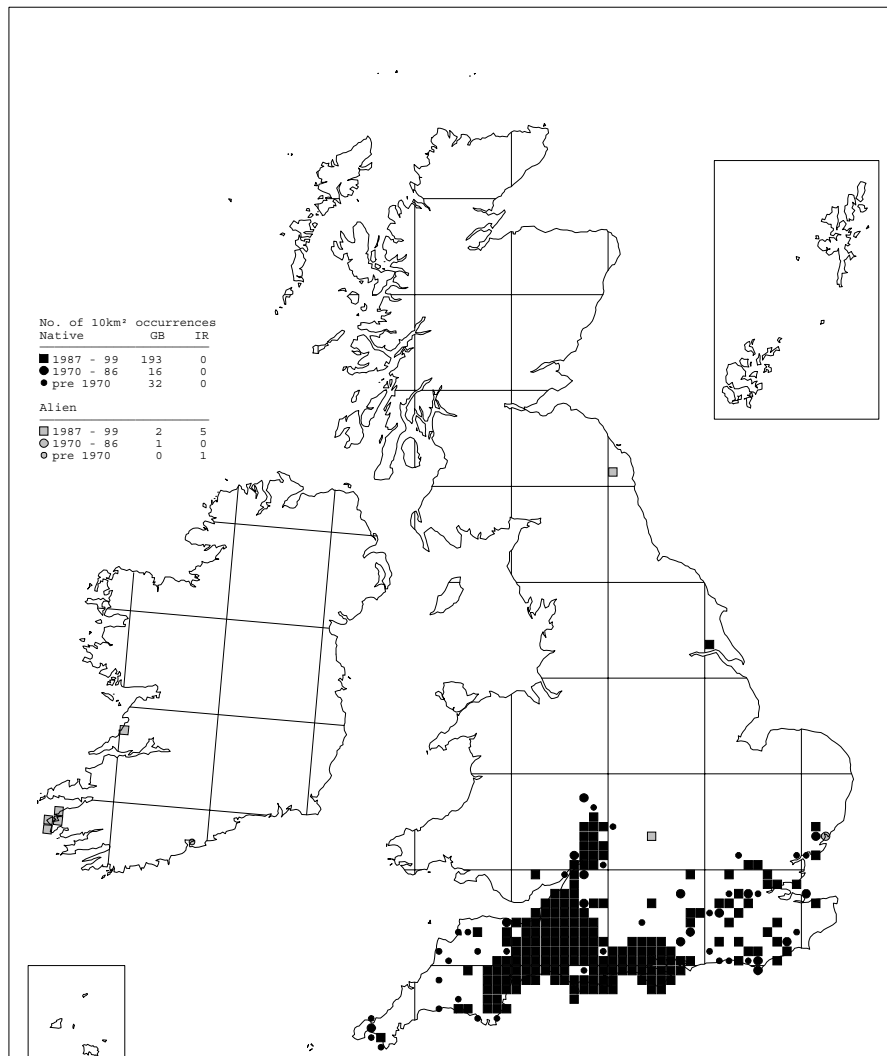 No. of 10km² occurrences
Native GB IR
1987 - 99 193 0
1970 - 86 16 0
pre 1970 32 0
Alien
1987 - 99 2 5
1970 - 86 1 0
pre 1970 0 1